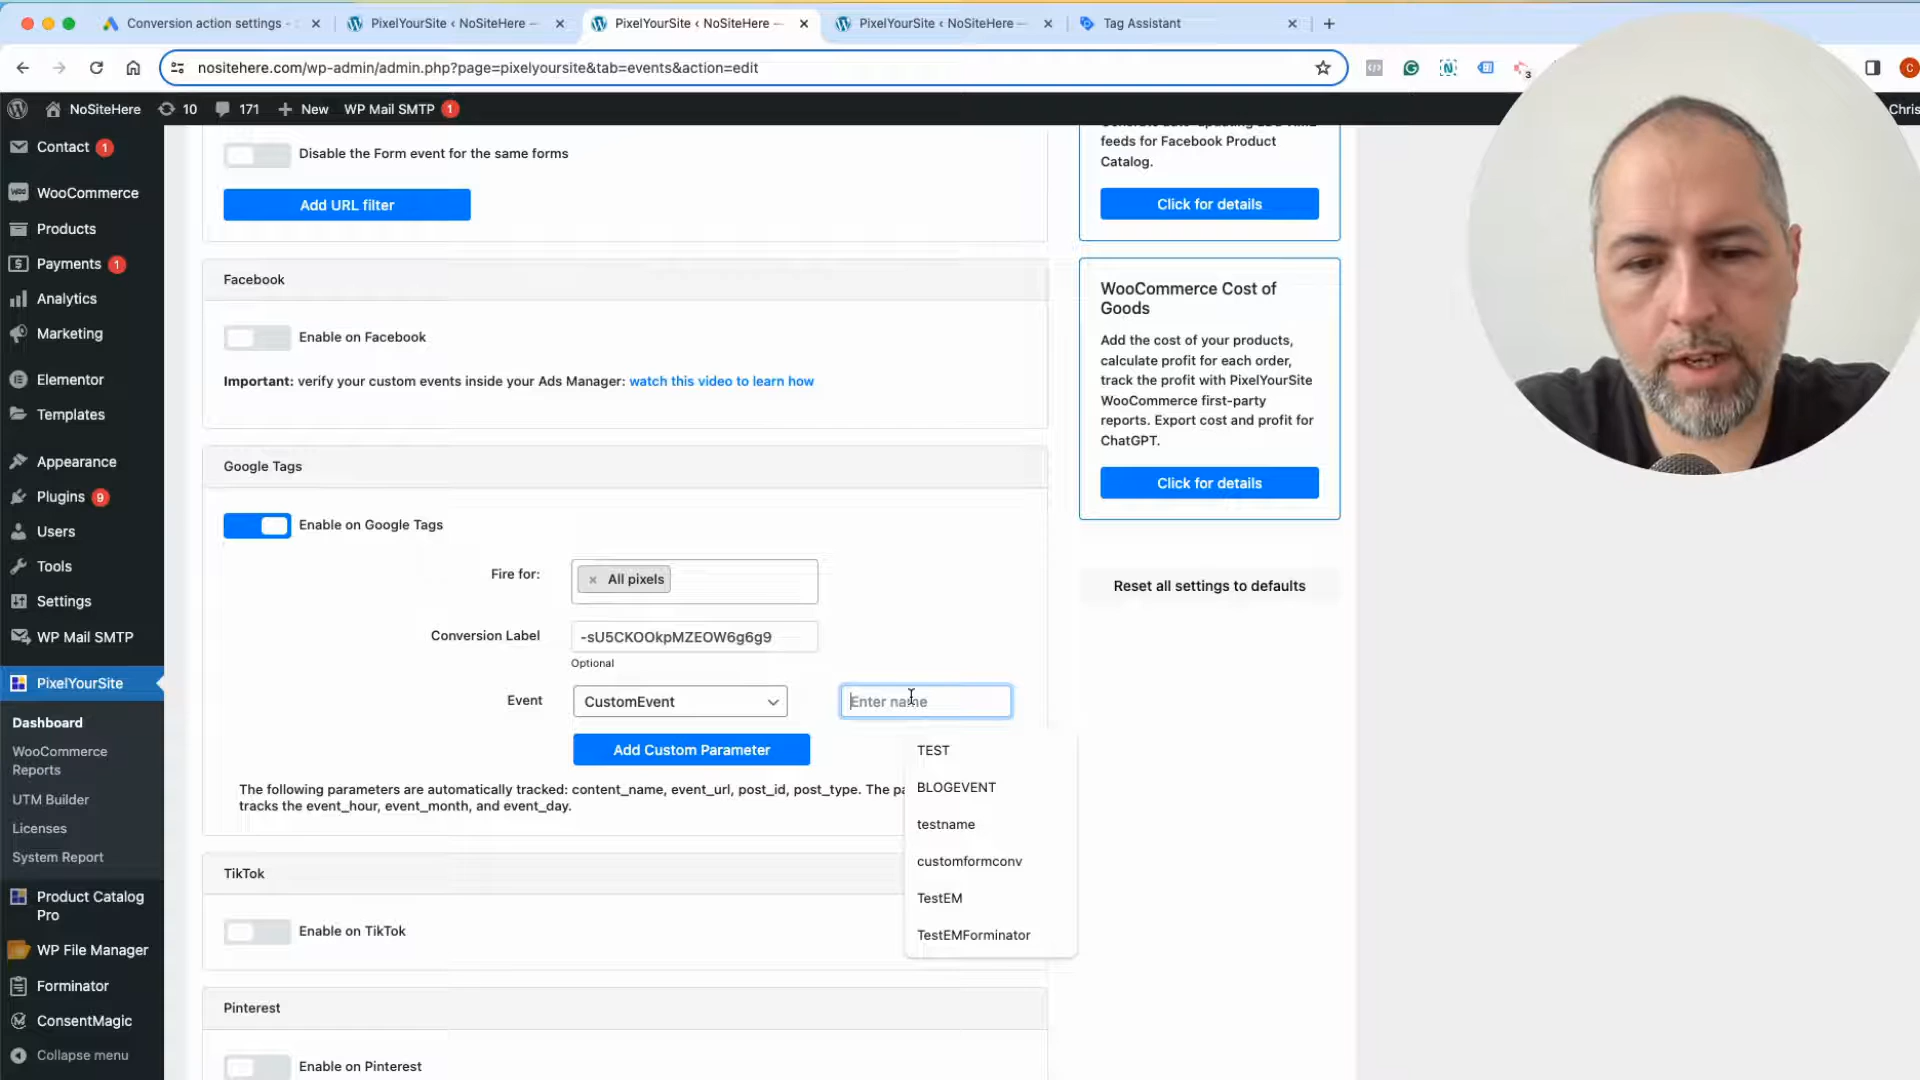 Conversion action settings -
PixelYourSite ‹ NoSiteHere —
PixelYourSite ‹ NoSiteHere —
PixelYourSite ‹ NoSiteHere —
Tag Assistant
nositehere.com/wp-admin/admin.php?page=pixelyoursite&tab=events&action=edit
3
C
NoSiteHere
10
171
New
WP Mail SMTP 1
Chris
Contact 1
WooCommerce
Products
Payments 1
Analytics
Marketing
Elementor
Templates
Appearance
Plugins 9
Users
Tools
Settings
WP Mail SMTP
PixelYourSite
Dashboard
WooCommerce
Reports
UTM Builder
Licenses
System Report
Product Catalog
Pro
WP File Manager
Forminator
ConsentMagic
Collapse menu
Disable the Form event for the same forms
Add URL filter
Facebook
Enable on Facebook
Important: verify your custom events inside your Ads Manager: watch this video to learn how
Google Tags
Enable on Google Tags
Fire for:
× All pixels
Conversion Label
-sU5CKOOkpMZEOW6g6g9
Optional
Event
CustomEvent
Enter name
Add Custom Parameter
TEST
BLOGEVENT
testname
customformconv
TestEM
TestEMForminator
The following parameters are automatically tracked: content_name, event_url, post_id, post_type. The pa
tracks the event_hour, event_month, and event_day.
TikTok
Enable on TikTok
Pinterest
Enable on Pinterest
feeds for Facebook Product
Catalog.
Click for details
WooCommerce Cost of
Goods
Add the cost of your products,
calculate profit for each order,
track the profit with PixelYourSite
WooCommerce first-party
reports. Export cost and profit for
ChatGPT.
Click for details
Reset all settings to defaults